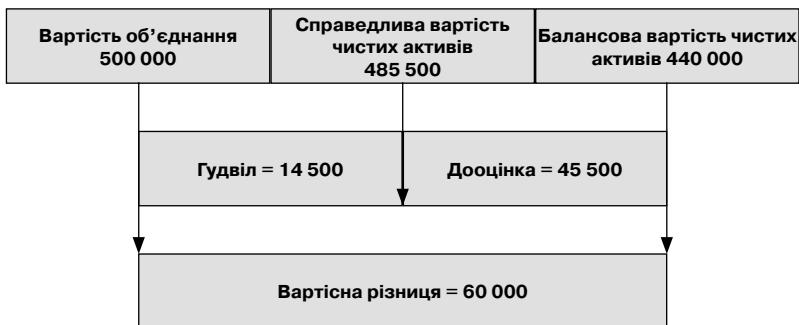 Вартість об’єднання
500 000
Справедлива вартість
чистих активів
485 500
Балансова вартість чистих
активів 440 000
Гудвіл = 14 500
Дооцінка = 45 500
Вартісна різниця = 60 000